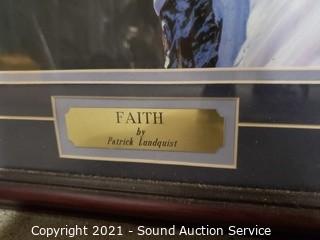 FAITH
by
Patrick Lundquist
Copyright 2021 - Sound Auction Service